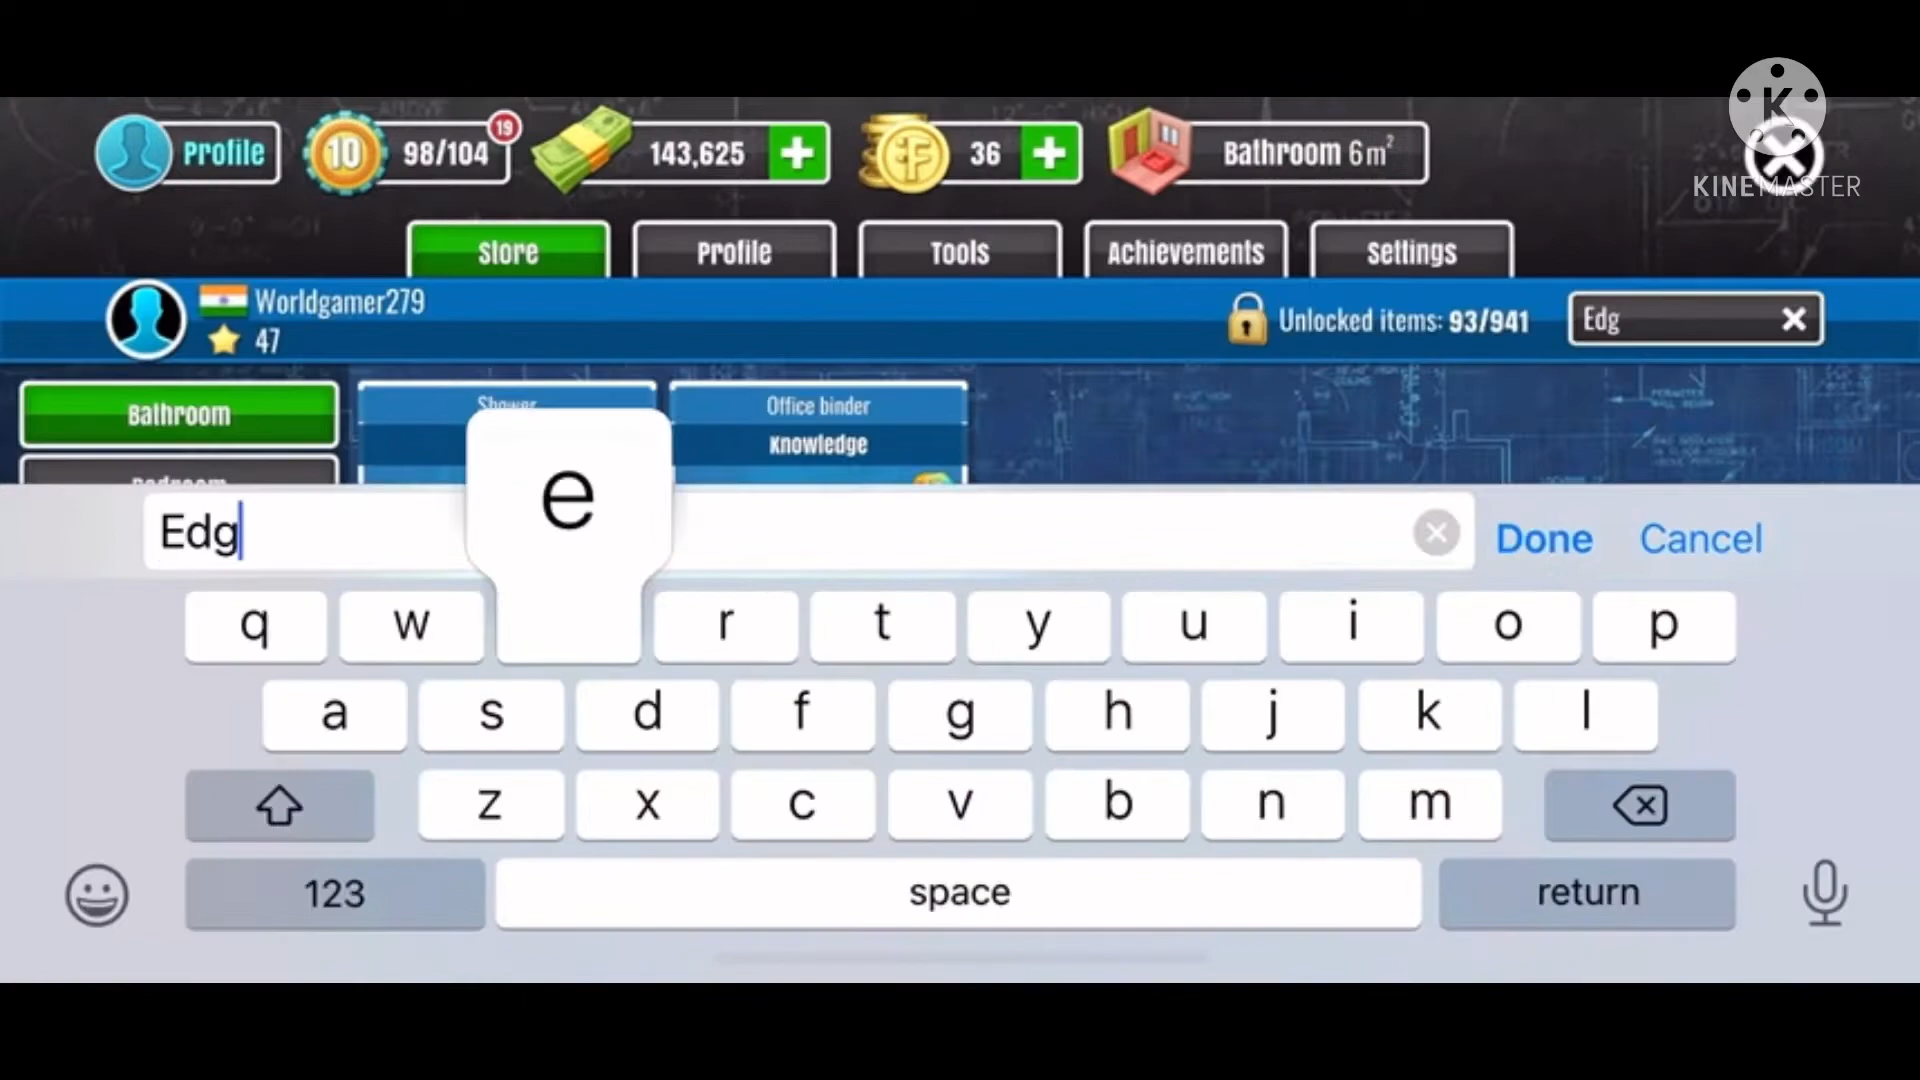 Profile
10
98/104
19
143,625
36
Bathroom 6m²
K
KINEMASTER
Store
Profile
Tools
Achievements
Settings
Worldgamer279
47
Unlocked items: 93/941
Edg
Bathroom
Shower
Office binder
Knowledge
Bedroom
Edg
Done
Cancel
e
q w r t y u i o p
a s d f g h j k l
z x c v b n m
123
space
return